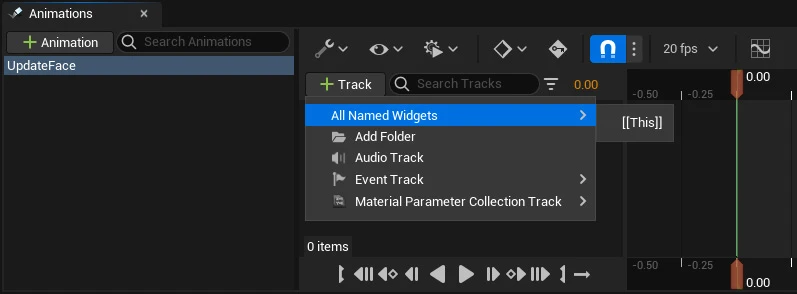 Animations
+ Animation
Search Animations
UpdateFace
20 fps
+ Track
Search Tracks
0.00
All Named Widgets
[[This]]
Add Folder
Audio Track
Event Track
Material Parameter Collection Track
0 items
0.00
-0.50
-0.25
-0.50
-0.25
0.00